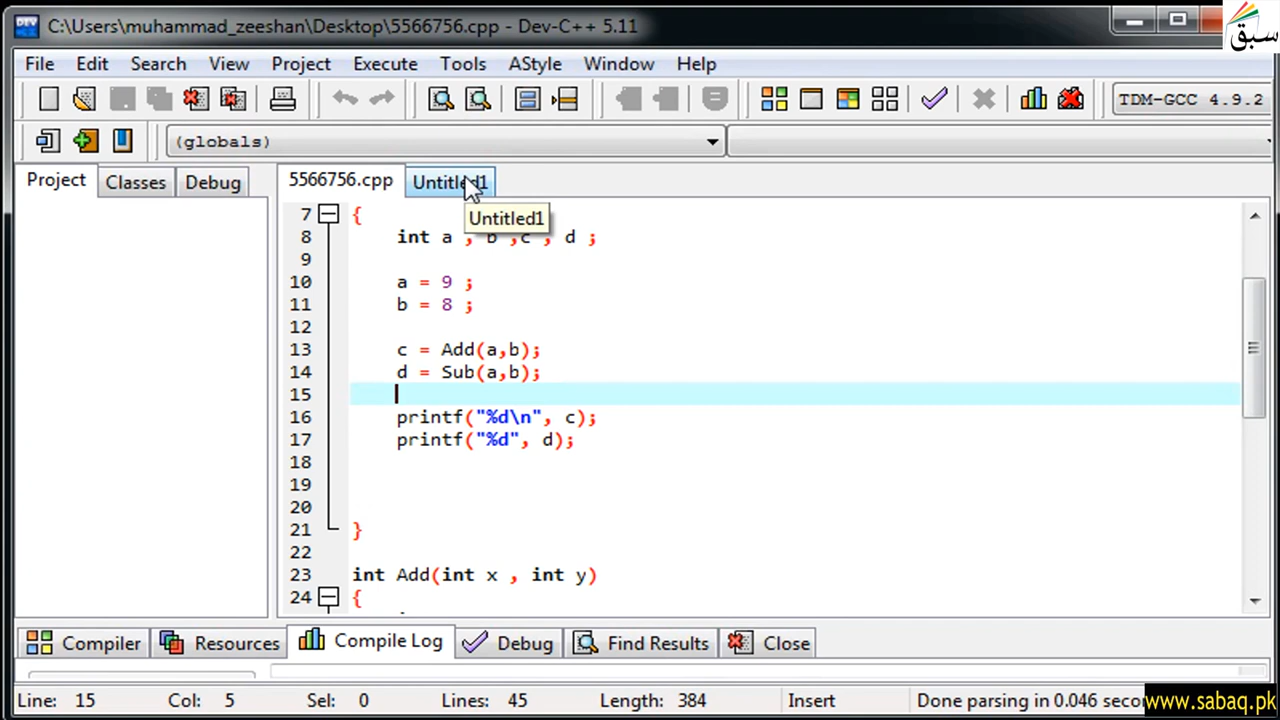 C:\Users\muhammad_zeeshan\Desktop\5566756.cpp - Dev-C++ 5.11
سبق
File Edit Search View Project Execute Tools AStyle Window Help
TDM-GCC 4.9.2
(globals)
Project Classes Debug 5566756.cpp Untitled1
Untitled1
7 {
8 int a , b ,c , d ;
9
10 a = 9 ;
11 b = 8 ;
12
13 c = Add(a,b);
14 d = Sub(a,b);
15
16 printf("%d\n", c);
17 printf("%d", d);
18
19
20
21 }
22
23 int Add(int x , int y)
24 {
Compiler Resources Compile Log Debug Find Results Close
Line: 15 Col: 5 Sel: 0 Lines: 45 Length: 384 Insert Done parsing in 0.046
www.sabaq.pk